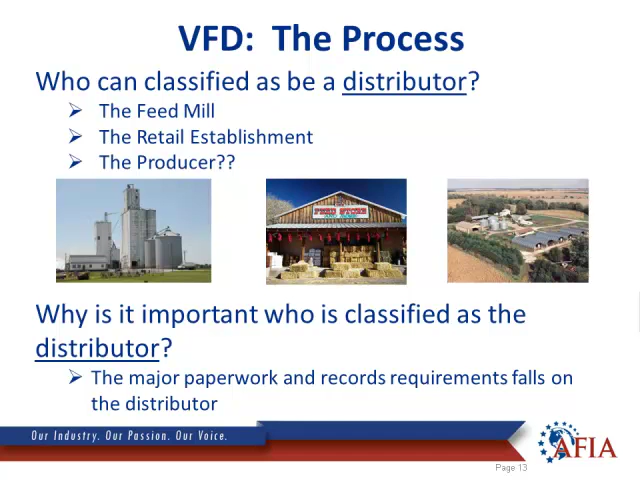 VFD:  The Process
Who can classified as be a distributor?
➢ The Feed Mill
➢ The Retail Establishment
➢ The Producer??
FEED STORE
Why is it important who is classified as the
distributor?
➢ The major paperwork and records requirements falls on
the distributor
Our Industry. Our Passion. Our Voice.
AFIA
Page 13